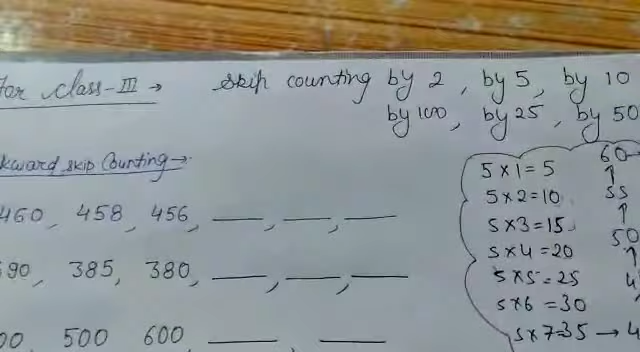 for class-III → skip counting by 2, by 5, by 10
by 100, by 25, by 50
kward skip Counting →
460, 458, 456, ___, ___, ___
390, 385, 380, ___, ___, ___
00, 500 600 ___, ___
5×1=5
5×2=10
5×3=15
5×4=20
5×5=25
5×6=30
5×7=35 → 4
60
↑
55
↑
50
↑
4